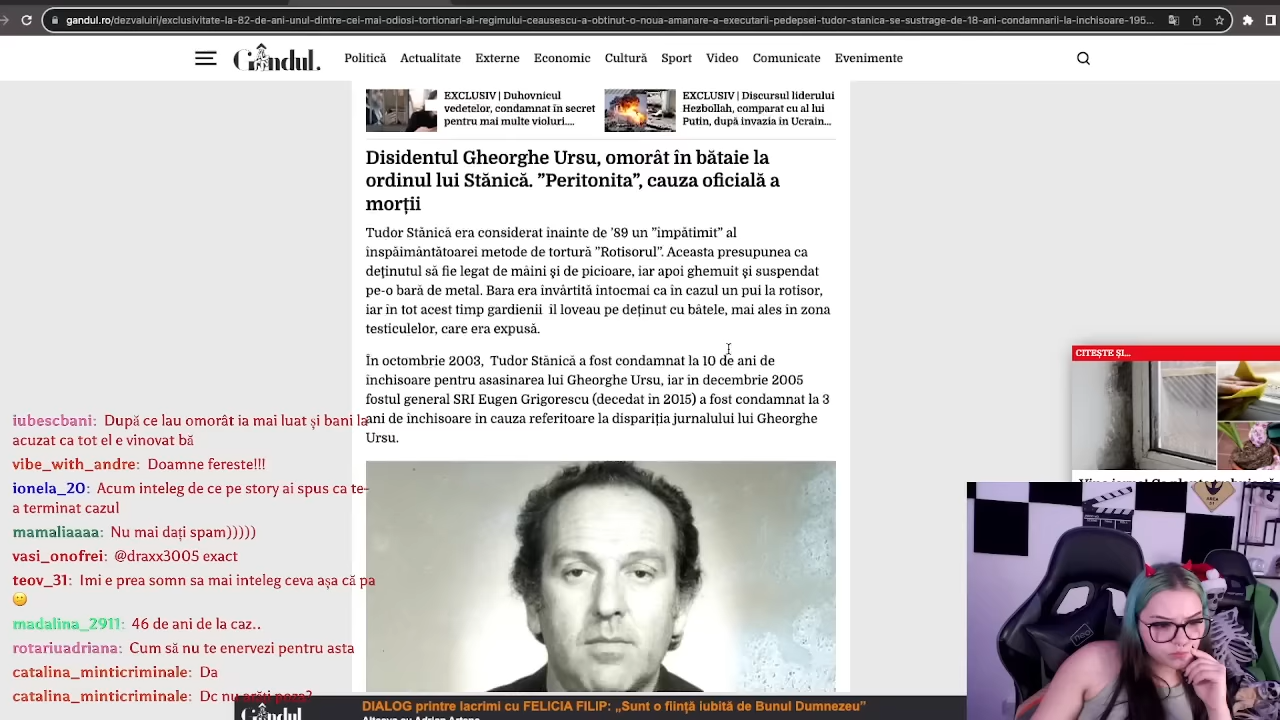 gandul.ro/dezvaluiri/exclusivitate-la-82-de-ani-unul-dintre-cei-mai-odiosi-tortionari-ai-comunismului-se-teme-de-rigorile-executarii-pedepsei-tudor-stanica-se-sustrage-de-18-ani-condamnarii-la-inchisoare-195...
Gândul.
Politică Actualitate Externe Economic Cultură Sport Video Comunicate Evenimente
EXCLUSIV | Duhovnicul
vedetelor, condamnat în secret
pentru mai multe violuri....
EXCLUSIV | Discursul liderului
Hezbollah, comparat cu al lui
Putin, după invazia în Ucrain...
Disidentul Gheorghe Ursu, omorât în bătaie la
ordinul lui Stănică. ”Peritonita”, cauza oficială a
morții
Tudor Stănică era considerat înainte de ’89 un ”împătimit” al
înspăimântătoarei metode de tortură ”Rotisorul”. Aceasta presupunea ca
deținutul să fie legat de mâini și de picioare, iar apoi ghemuit și suspendat
pe-o bară de metal. Bara era învârtită întocmai ca în cazul un pui la rotisor,
iar în tot acest timp gardienii îl loveau pe deținut cu bâtele, mai ales în zona
testiculelor, care era expusă.
În octombrie 2003, Tudor Stănică a fost condamnat la 10 de ani de
închisoare pentru asasinarea lui Gheorghe Ursu, iar în decembrie 2005
fostul general SRI Eugen Grigorescu (decedat în 2015) a fost condamnat la 3
ani de închisoare în cauza referitoare la dispariția jurnalului lui Gheorghe
Ursu.
CITEȘTE ȘI...
iubescbani: După ce lau omorât ia mai luat și bani la
acuzat ca tot el e vinovat bă
vibe_with_andre: Doamne fereste!!!
ionela_20: Acum inteleg de ce pe story ai spus ca te-
a terminat cazul
mamaliaaaa: Nu mai dați spam)))))
vasi_onofrei: @draxx3005 exact
teov_31: Imi e prea somn sa mai inteleg ceva așa că pa
😕
madalina_2911: 46 de ani de la caz..
rotariuadriana: Cum să nu te enervezi pentru asta
catalina_minticriminale: Da
catalina_minticriminale: Dc nu arăți poza?
Gândul
DIALOG printre lacrimi cu FELICIA FILIP: „Sunt o ființă iubită de Bunul Dumnezeu”